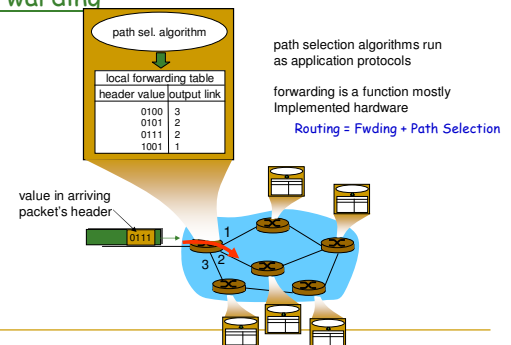 path sel. algorithm
local forwarding table
header value output link
0100 3
0101 2
0111 2
1001 1
path selection algorithms run
as application protocols
forwarding is a function mostly
Implemented hardware
Routing = Fwding + Path Selection
value in arriving
packet's header
0111
1
2
3